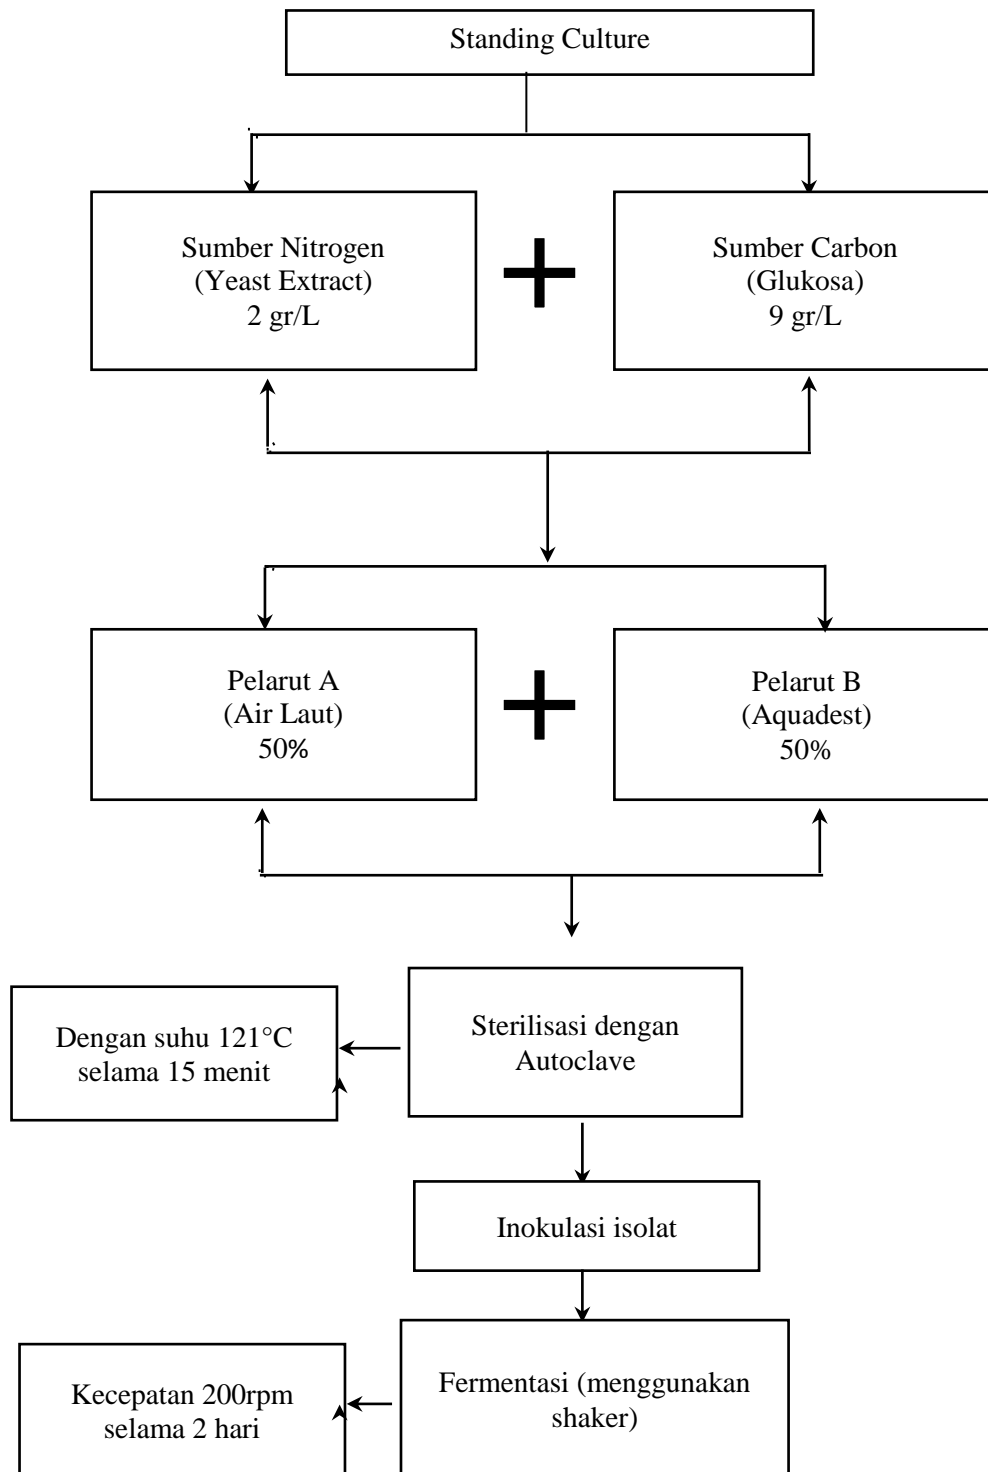 Standing Culture
Sumber Nitrogen
(Yeast Extract)
2 gr/L
Sumber Carbon
(Glukosa)
9 gr/L
Pelarut A
(Air Laut)
50%
Pelarut B
(Aquadest)
50%
Dengan suhu 121°C
selama 15 menit
Sterilisasi dengan
Autoclave
Inokulasi isolat
Kecepatan 200rpm
selama 2 hari
Fermentasi (menggunakan
shaker)